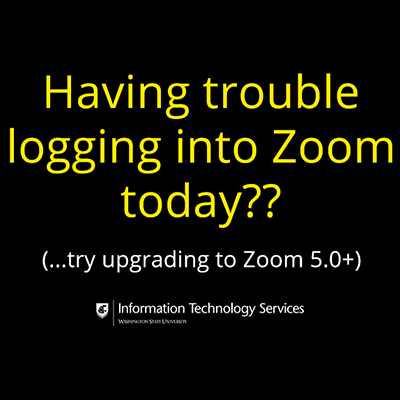 Having trouble
logging into Zoom
today??
(...try upgrading to Zoom 5.0+)
Information Technology Services
WASHINGTON STATE UNIVERSITY